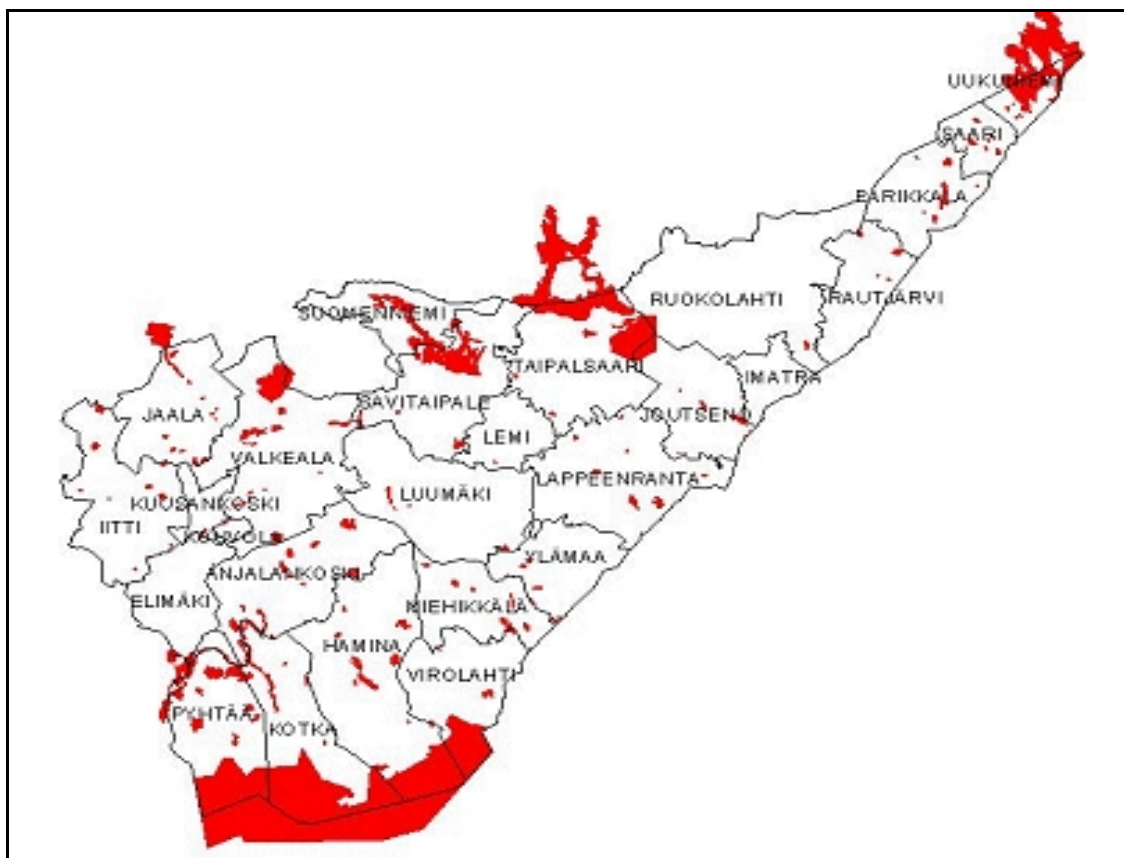 UUKUNIEMI
SAARI
PARIKKALA
RUOKOLAHTI
RAUTJÄRVI
SUOMENNIEMI
TAIPALSAARI
IMATRA
SAVITAIPALE
JAALA
JOUTSENO
LEMI
VALKEALA
LAPPEENRANTA
LUUMÄKI
KUUSANKOSKI
IITTI
KOUVOLA
YLÄMAA
ANJALANKOSKI
ELIMÄKI
MIEHIKKÄLÄ
HAMINA
VIROLAHTI
PYHTÄÄ
KOTKA